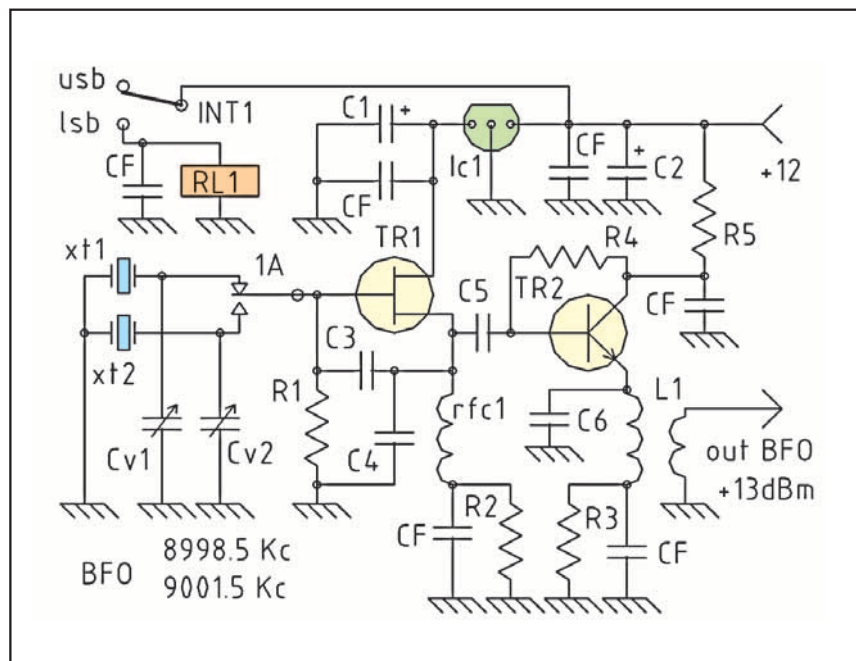 usb
INT1
lsb
CF
RL1
C1
+
CF
Ic1
CF
+
C2
+12
R5
xt1
1A
TR1
R4
TR2
C5
CF
xt2
C3
R1
rfc1
L1
C6
Cv1
Cv2
C4
out BFO
+13dBm
CF
R2
R3
CF
BFO
8998.5 Kc
9001.5 Kc